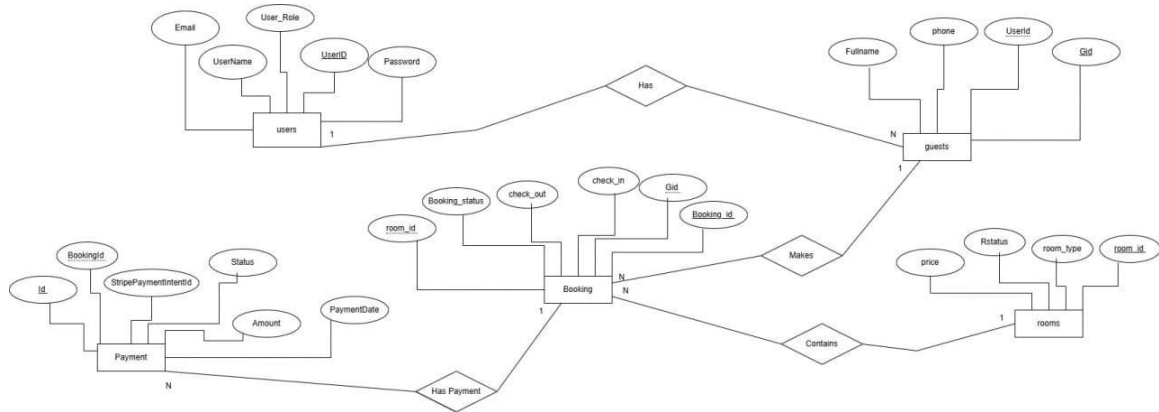 User_Role
Email
UserName
UserID
Password
users
1
Has
Fullname
phone
UserId
Gid
N
guests
1
room_id
Booking_status
check_out
check_in
Gid
Booking_id
Booking
N
N
1
Makes
Contains
price
Rstatus
room_type
room_id
1
rooms
Id
BookingId
StripePaymentIntentId
Status
Amount
PaymentDate
Payment
N
Has Payment